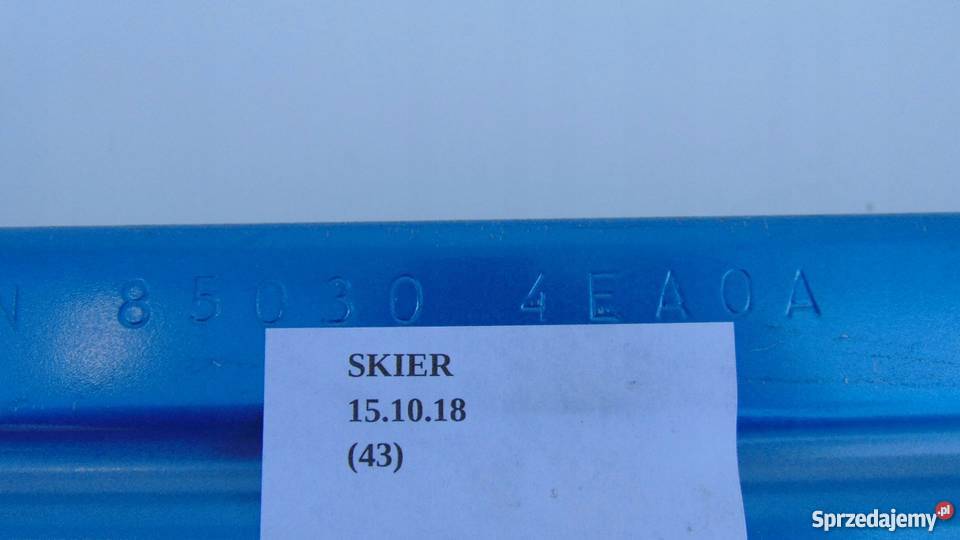 N 85030 4EA0A
SKIER
15.10.18
(43)
Sprzedajemy.pl